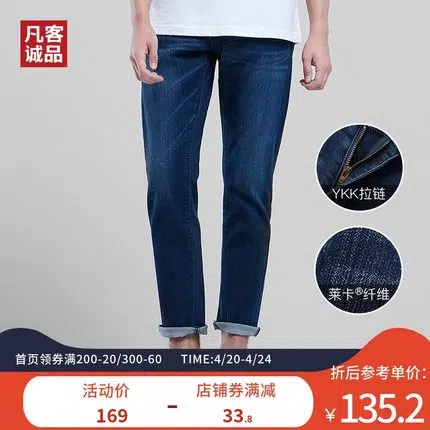 凡客
诚品
YKK拉链
莱卡®纤维
首页领券满200-20/300-60 TIME:4/20-4/24
折后参考单价:
活动价
169
-
店铺券满减
33.8
¥135.2